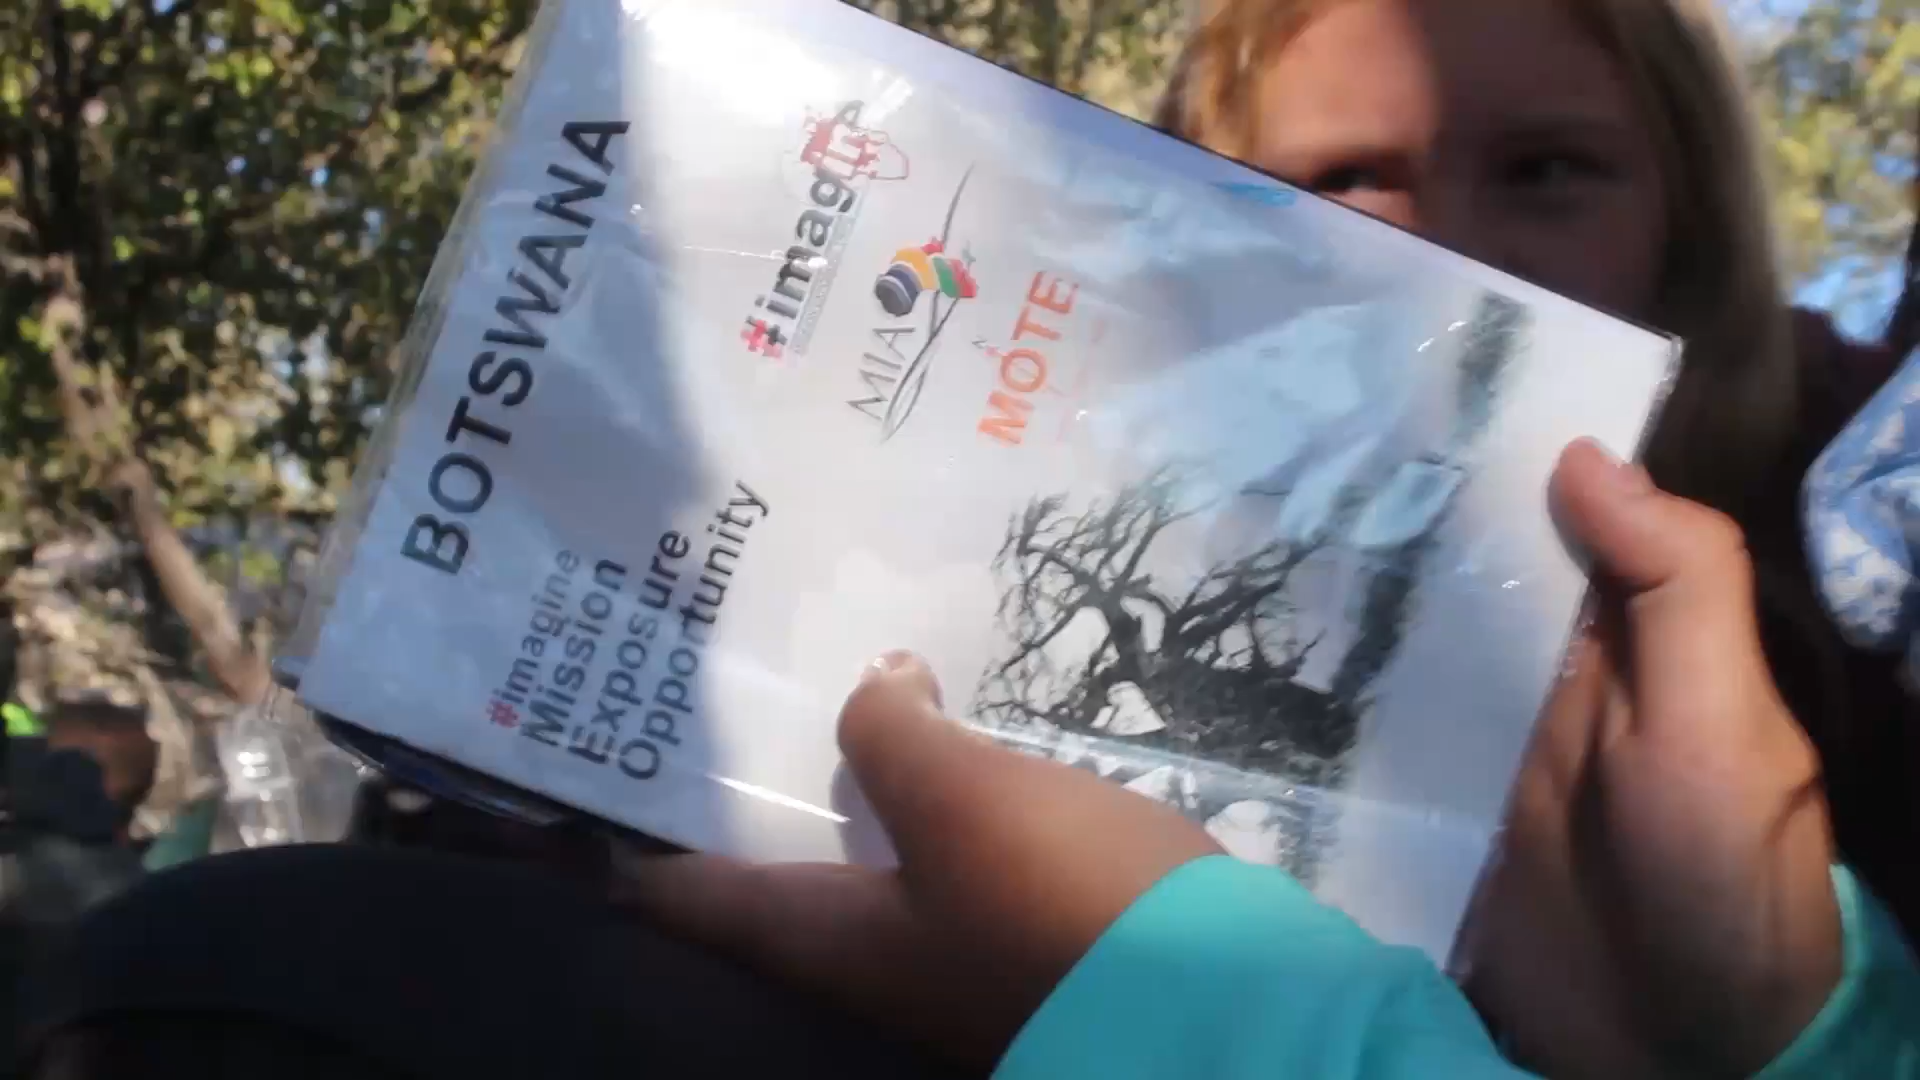 BOTSWANA
#imagine
Mission
Exposure
Opportunity
#imag
MIA
MOTE